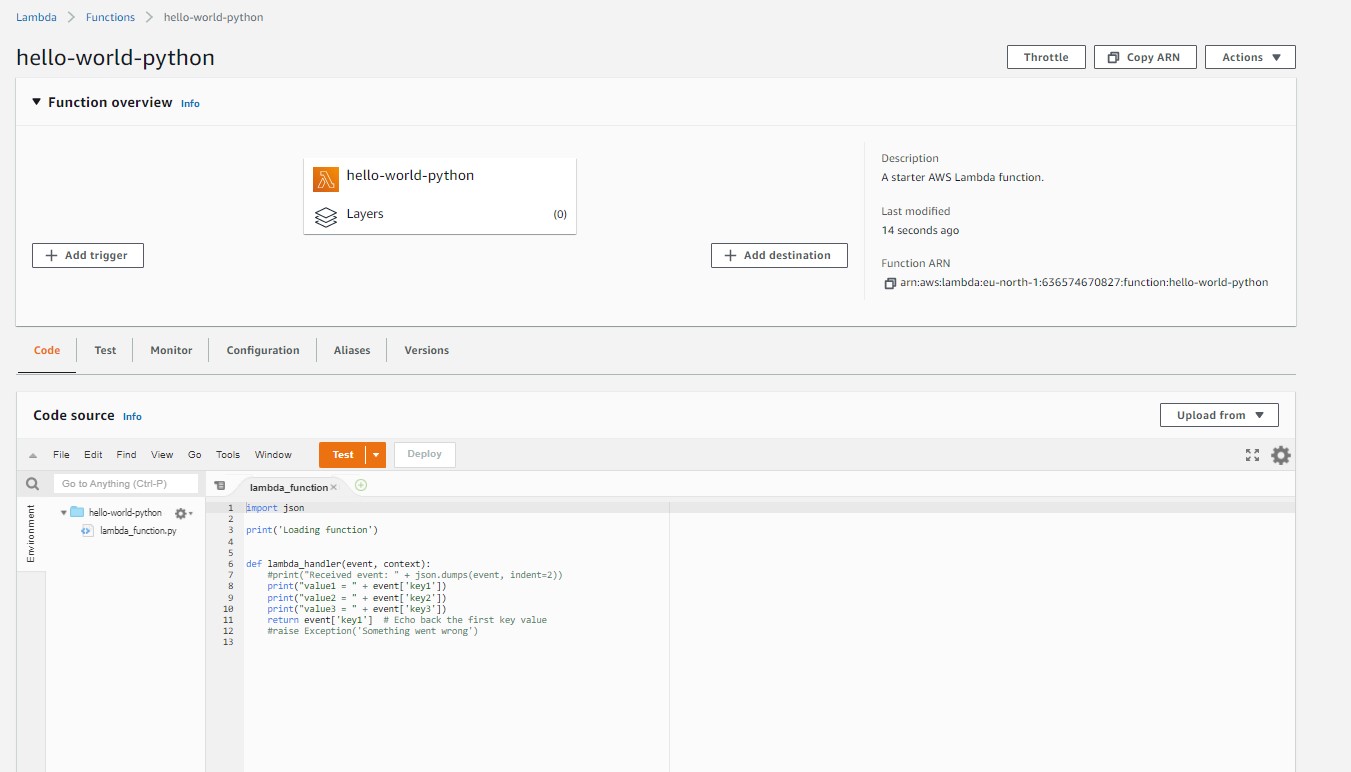 Lambda > Functions > hello-world-python
hello-world-python
Throttle
Copy ARN
Actions
Function overview Info
hello-world-python
Layers (0)
Add trigger
Add destination
Description
A starter AWS Lambda function.
Last modified
14 seconds ago
Function ARN
arn:aws:lambda:eu-north-1:636574670827:function:hello-world-python
Code
Test
Monitor
Configuration
Aliases
Versions
Code source Info
Upload from
File Edit Find View Go Tools Window
Test
Deploy
Go to Anything (Ctrl-P)
Environment
hello-world-python
lambda_function.py
lambda_function ×
1 import json
2
3 print('Loading function')
4
5
6 def lambda_handler(event, context):
7     #print("Received event: " + json.dumps(event, indent=2))
8     print("value1 = " + event['key1'])
9     print("value2 = " + event['key2'])
10     print("value3 = " + event['key3'])
11     return event['key1']  # Echo back the first key value
12     #raise Exception('Something went wrong')
13